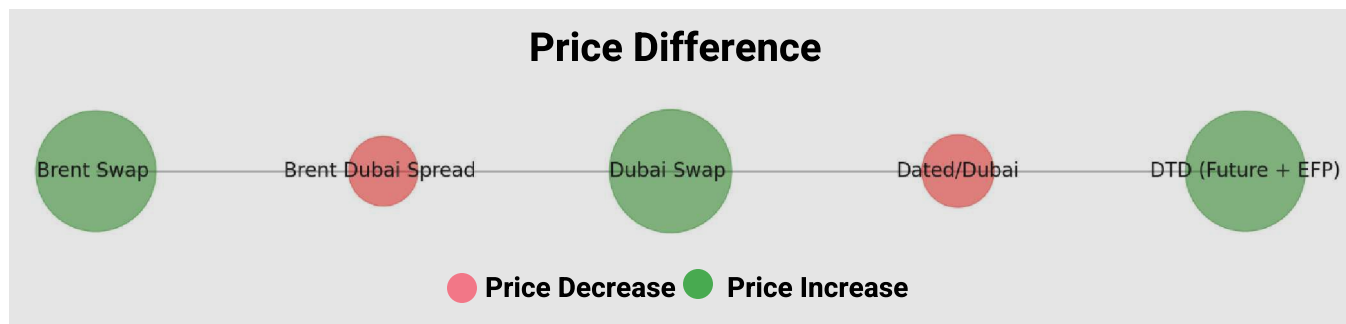 Price Difference
Brent Swap
Brent Dubai Spread
Dubai Swap
Dated/Dubai
DTD (Future + EFP)
Price Decrease
Price Increase